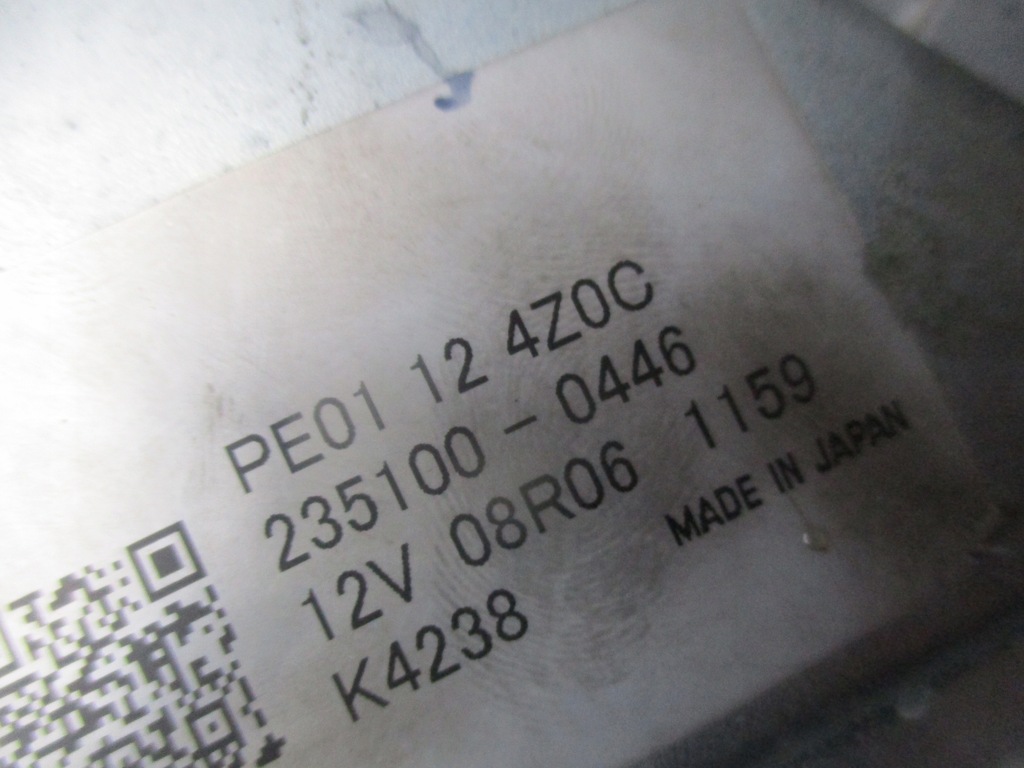 PE01 12 4Z0C
235100-0446
12V 08R06 1159
MADE IN JAPAN
K4238